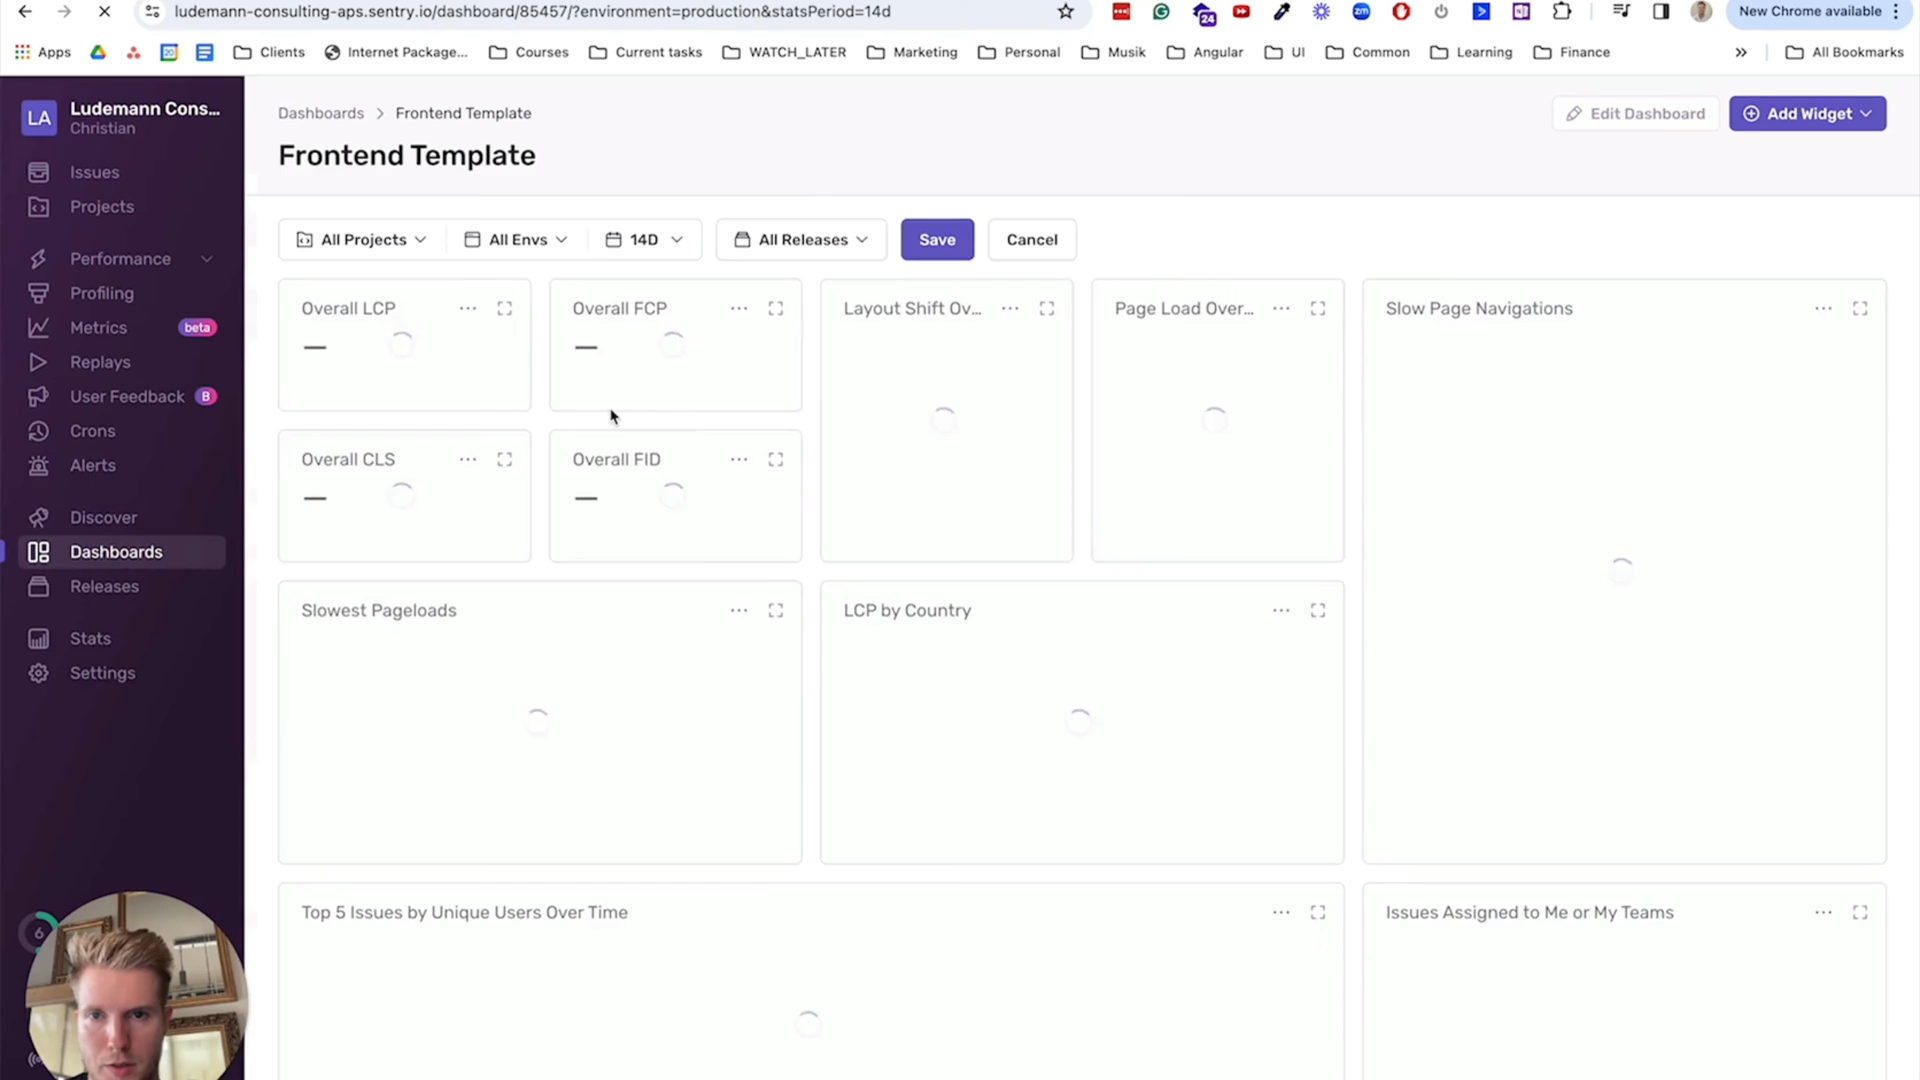 ludemann-consulting-aps.sentry.io/dashboard/85457/?environment=production&statsPeriod=14d
24
zm
New Chrome available
Apps
Clients
Internet Package...
Courses
Current tasks
WATCH_LATER
Marketing
Personal
Musik
Angular
UI
Common
Learning
Finance
All Bookmarks
LA
Ludemann Cons...
Christian
Issues
Projects
Performance
Profiling
Metrics beta
Replays
User Feedback B
Crons
Alerts
Discover
Dashboards
Releases
Stats
Settings
6
Dashboards > Frontend Template
Edit Dashboard
Add Widget
Frontend Template
All Projects
All Envs
14D
All Releases
Save
Cancel
Overall LCP
—
Overall FCP
—
Layout Shift Ov...
Page Load Over...
Slow Page Navigations
Overall CLS
—
Overall FID
—
Slowest Pageloads
LCP by Country
Top 5 Issues by Unique Users Over Time
Issues Assigned to Me or My Teams